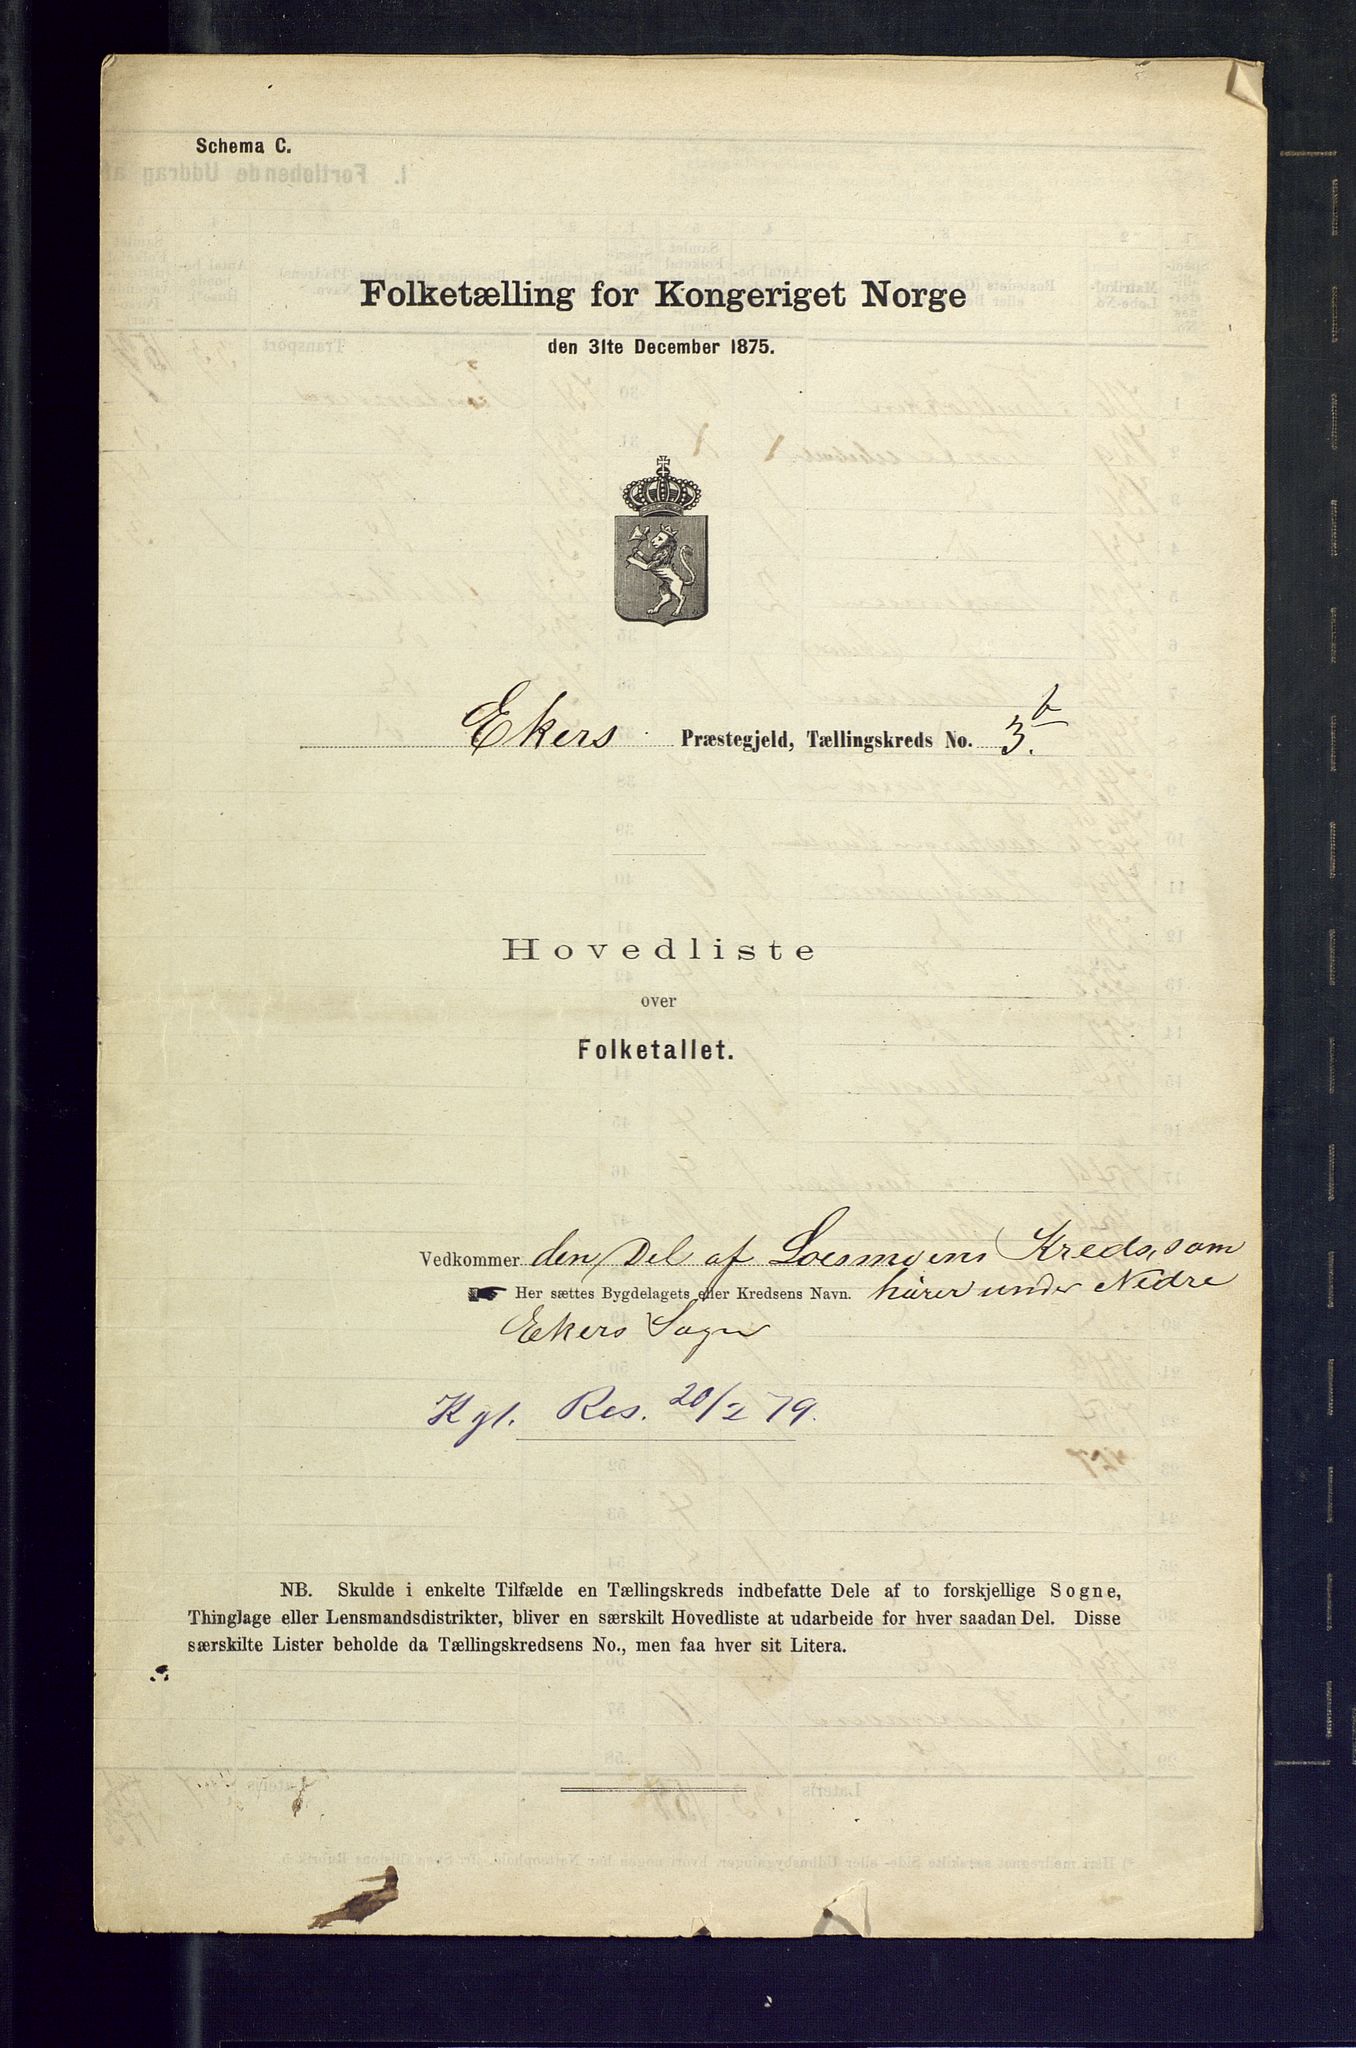 Schema C.
Folketælling for Kongeriget Norge
den 31te December 1875.
Ekers Præstegjeld, Tællingskreds No. 3b.
Hovedliste
over
Folketallet.
Vedkommer den Del af Loesmoens Kreds, som
Her sættes Bygdelagets eller Kredsens Navn. hører under Nedre
Ekers Sogn
Kgl. Res. 20/2 79.
NB. Skulde i enkelte Tilfælde en Tællingskreds indbefatte Dele af to forskjellige Sogne,
Thinglage eller Lensmandsdistrikter, bliver en særskilt Hovedliste at udarbeide for hver saadan Del. Disse
særskilte Lister beholde da Tællingskredsens No., men faa hver sit Litera.